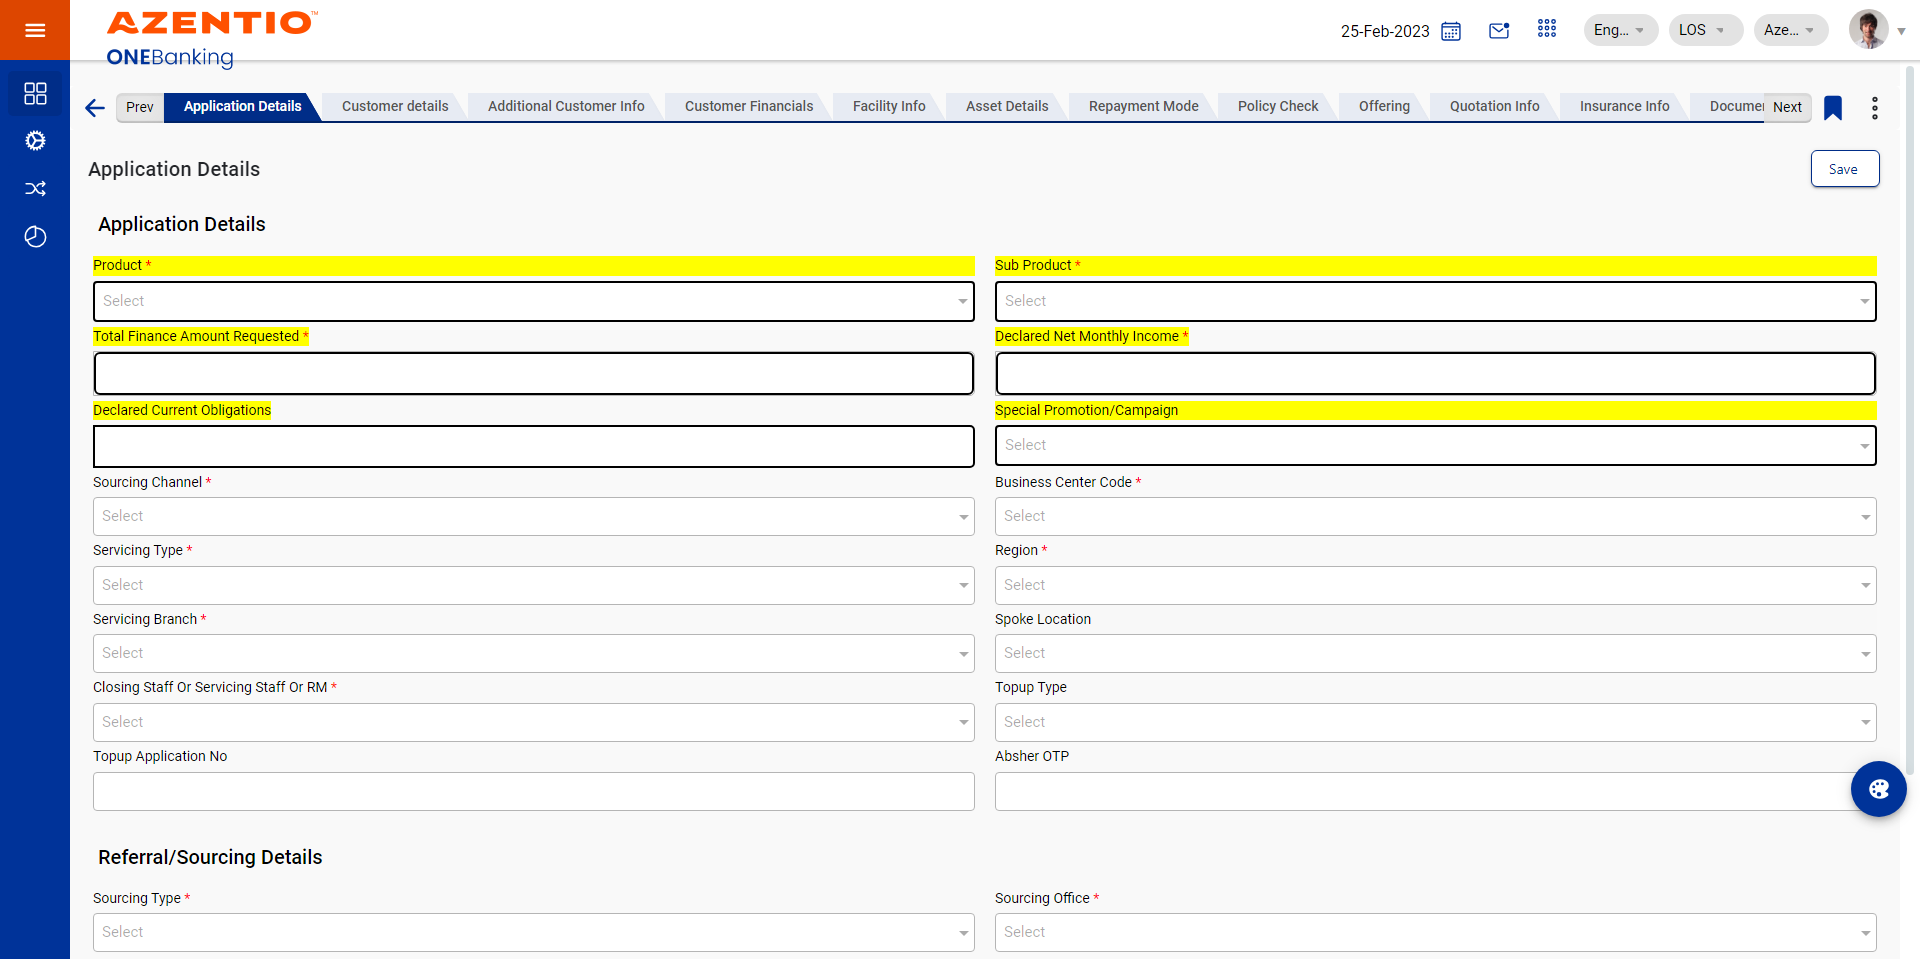 AZENTIO™
ONEBanking
25-Feb-2023
Eng...
LOS
Aze...
Prev
Application Details
Customer details
Additional Customer Info
Customer Financials
Facility Info
Asset Details
Repayment Mode
Policy Check
Offering
Quotation Info
Insurance Info
Documen
Next
Application Details
Save
Application Details
Product *
Sub Product *
Select
Select
Total Finance Amount Requested *
Declared Net Monthly Income *
Declared Current Obligations
Special Promotion/Campaign
Select
Sourcing Channel *
Business Center Code *
Select
Select
Servicing Type *
Region *
Select
Select
Servicing Branch *
Spoke Location
Select
Select
Closing Staff Or Servicing Staff Or RM *
Topup Type
Select
Select
Topup Application No
Absher OTP
Referral/Sourcing Details
Sourcing Type *
Sourcing Office *
Select
Select